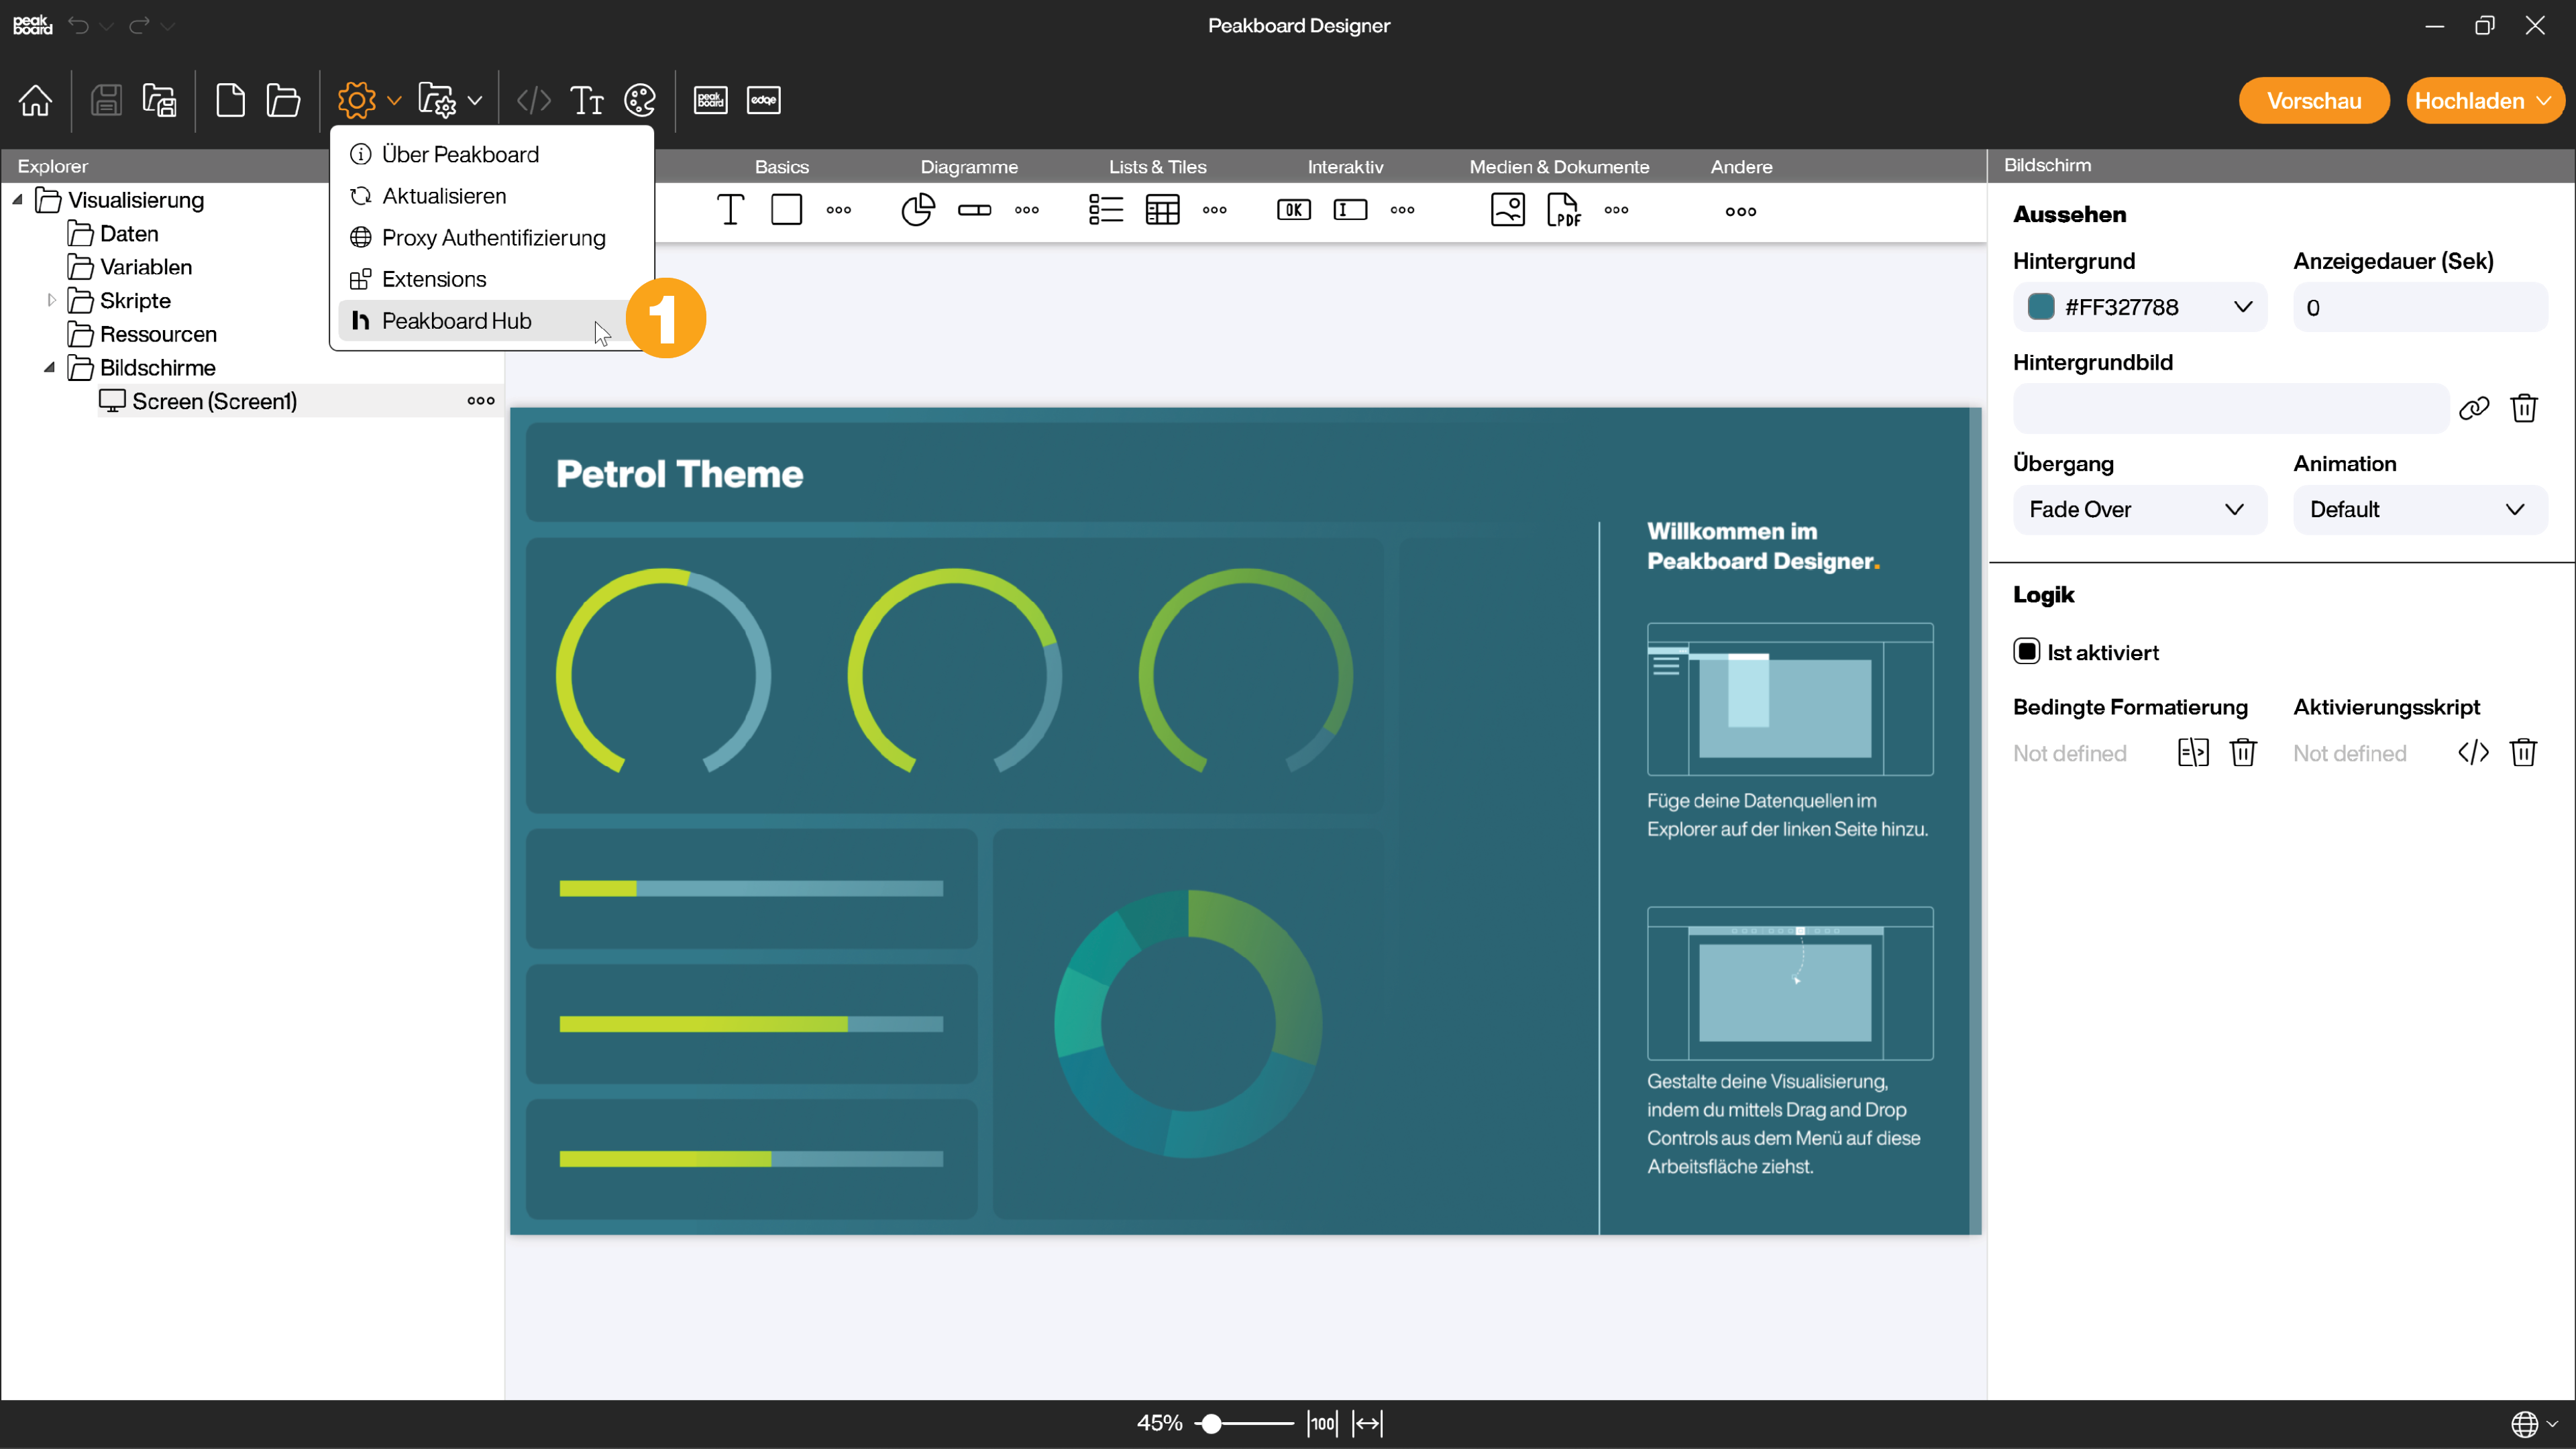 peak
board
Peakboard Designer
peak
board
edge
Vorschau
Hochladen
Über Peakboard
Aktualisieren
Proxy Authentifizierung
Extensions
Peakboard Hub
1
Explorer
Visualisierung
Daten
Variablen
Skripte
Ressourcen
Bildschirme
Screen (Screen1)
Basics
Diagramme
Lists & Tiles
Interaktiv
Medien & Dokumente
Andere
OK
PDF
Petrol Theme
Willkommen im
Peakboard Designer.
Füge deine Datenquellen im
Explorer auf der linken Seite hinzu.
Gestalte deine Visualisierung,
indem du mittels Drag and Drop
Controls aus dem Menü auf diese
Arbeitsfläche ziehst.
Bildschirm
Aussehen
Hintergrund
Anzeigedauer (Sek)
#FF327788
0
Hintergrundbild
Übergang
Animation
Fade Over
Default
Logik
Ist aktiviert
Bedingte Formatierung
Aktivierungsskript
Not defined
Not defined
45%
100